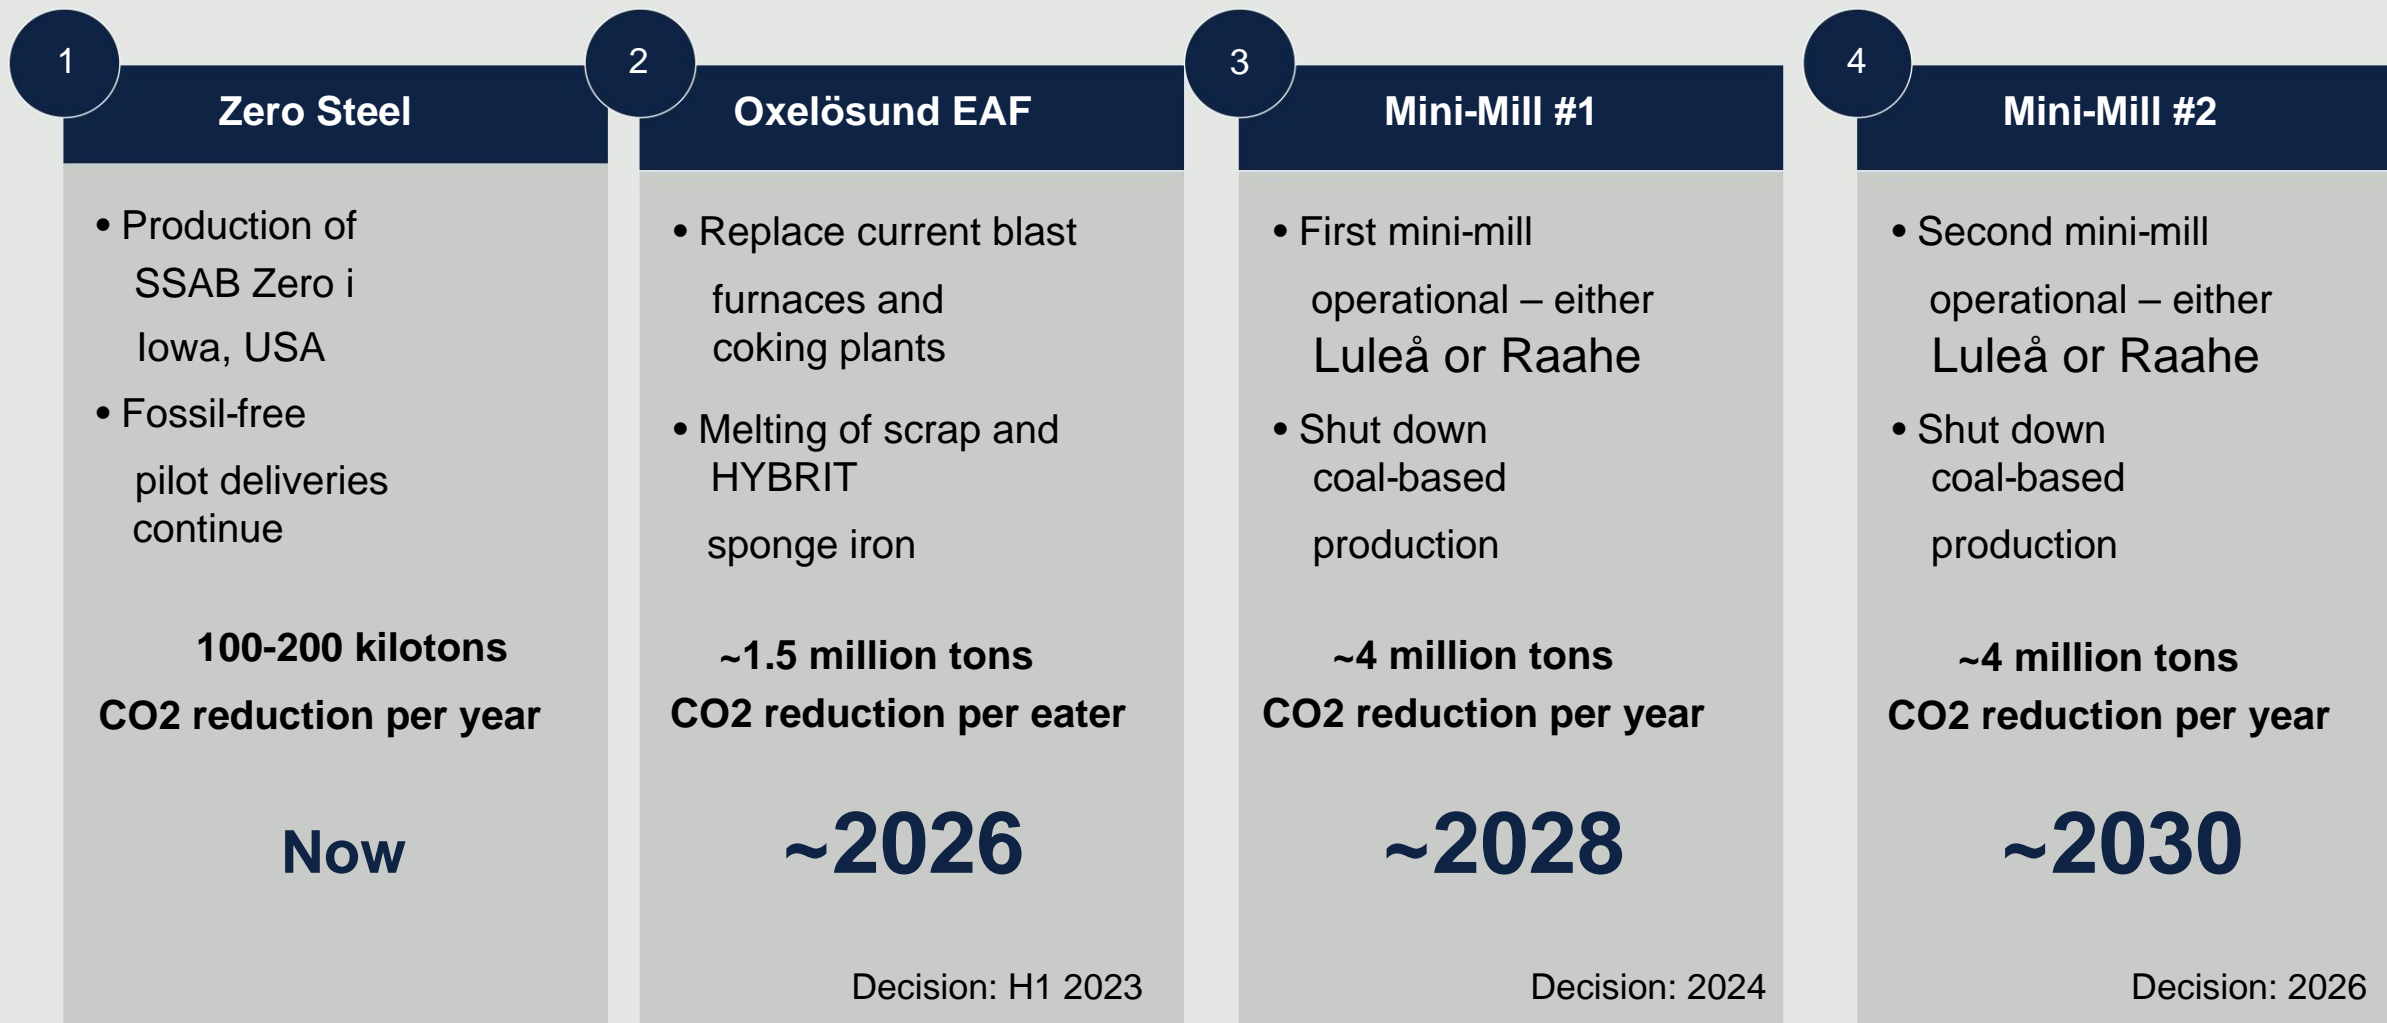 1
Zero Steel
• Production of
SSAB Zero i
Iowa, USA
• Fossil-free
pilot deliveries
continue
100-200 kilotons
CO2 reduction per year
Now
2
Oxelösund EAF
• Replace current blast
furnaces and
coking plants
• Melting of scrap and
HYBRIT
sponge iron
~1.5 million tons
CO2 reduction per eater
~2026
Decision: H1 2023
3
Mini-Mill #1
• First mini-mill
operational – either
Luleå or Raahe
• Shut down
coal-based
production
~4 million tons
CO2 reduction per year
~2028
Decision: 2024
4
Mini-Mill #2
• Second mini-mill
operational – either
Luleå or Raahe
• Shut down
coal-based
production
~4 million tons
CO2 reduction per year
~2030
Decision: 2026